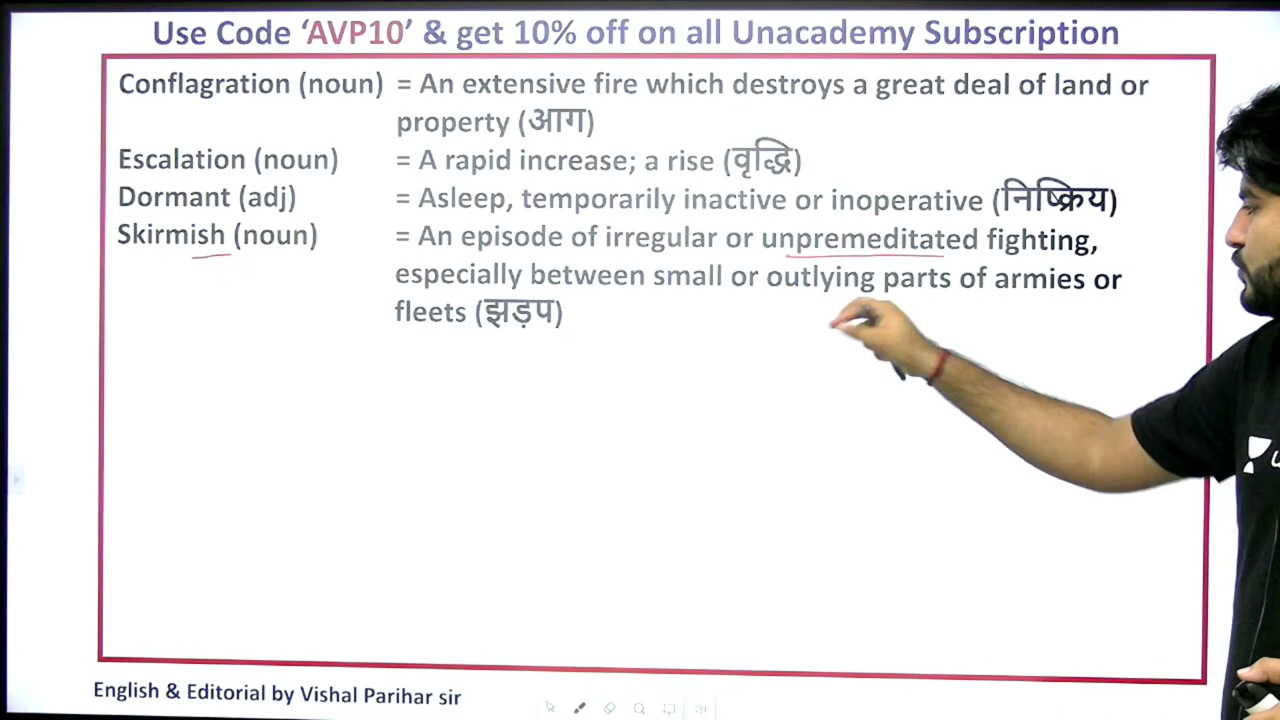 Use Code ‘AVP10’ & get 10% off on all Unacademy Subscription
Conflagration (noun) = An extensive fire which destroys a great deal of land or
property (आग)
Escalation (noun) = A rapid increase; a rise (वृद्धि)
Dormant (adj) = Asleep, temporarily inactive or inoperative (निष्क्रिय)
Skirmish (noun) = An episode of irregular or unpremeditated fighting,
especially between small or outlying parts of armies or
fleets (झड़प)
English & Editorial by Vishal Parihar sir